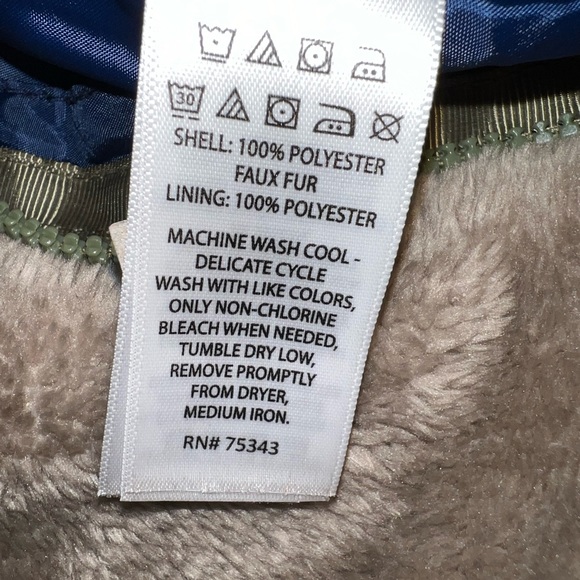 30
SHELL: 100% POLYESTER
FAUX FUR
LINING: 100% POLYESTER
MACHINE WASH COOL -
DELICATE CYCLE
WASH WITH LIKE COLORS,
ONLY NON-CHLORINE
BLEACH WHEN NEEDED,
TUMBLE DRY LOW,
REMOVE PROMPTLY
FROM DRYER,
MEDIUM IRON.
RN# 75343